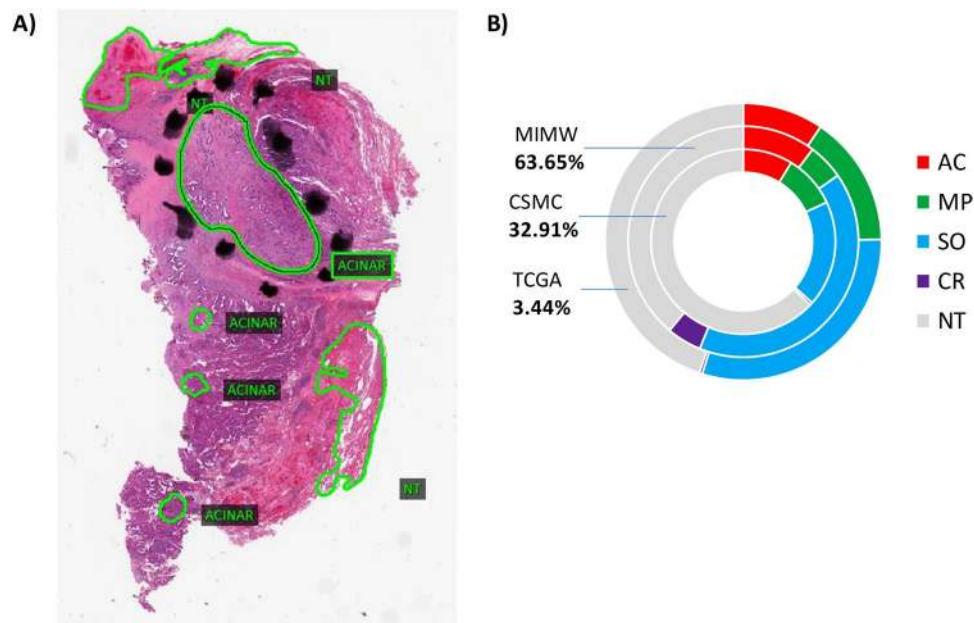 A)
B)
NT
NT
ACINAR
ACINAR
ACINAR
NT
ACINAR
MIMW
63.65%
CSMC
32.91%
TCGA
3.44%
AC
MP
SO
CR
NT